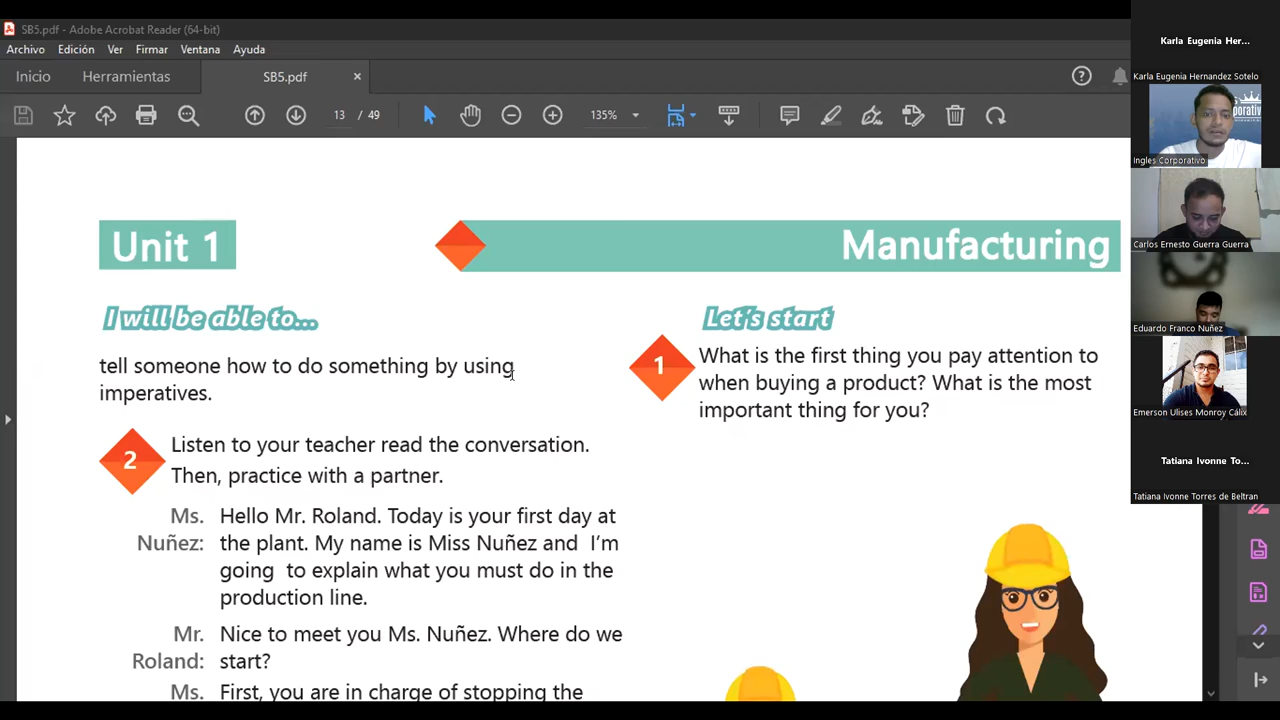 SB5.pdf - Adobe Acrobat Reader (64-bit)
Archivo Edición Ver Firmar Ventana Ayuda
Inicio Herramientas SB5.pdf ×
13 / 49 135%
Unit 1
Manufacturing
I will be able to...
tell someone how to do something by using
imperatives.
Let's start
1
What is the first thing you pay attention to
when buying a product? What is the most
important thing for you?
2
Listen to your teacher read the conversation.
Then, practice with a partner.
Ms. Nuñez: Hello Mr. Roland. Today is your first day at
the plant. My name is Miss Nuñez and I'm
going to explain what you must do in the
production line.
Mr. Roland: Nice to meet you Ms. Nuñez. Where do we
start?
Ms. First, you are in charge of stopping the
Karla Eugenia Her...
Karla Eugenia Hernandez Sotelo
Ingles Corporativo
Carlos Ernesto Guerra Guerra
Eduardo Franco Nuñez
Emerson Ulises Monroy Cálix
Tatiana Ivonne To...
Tatiana Ivonne Torres de Beltran